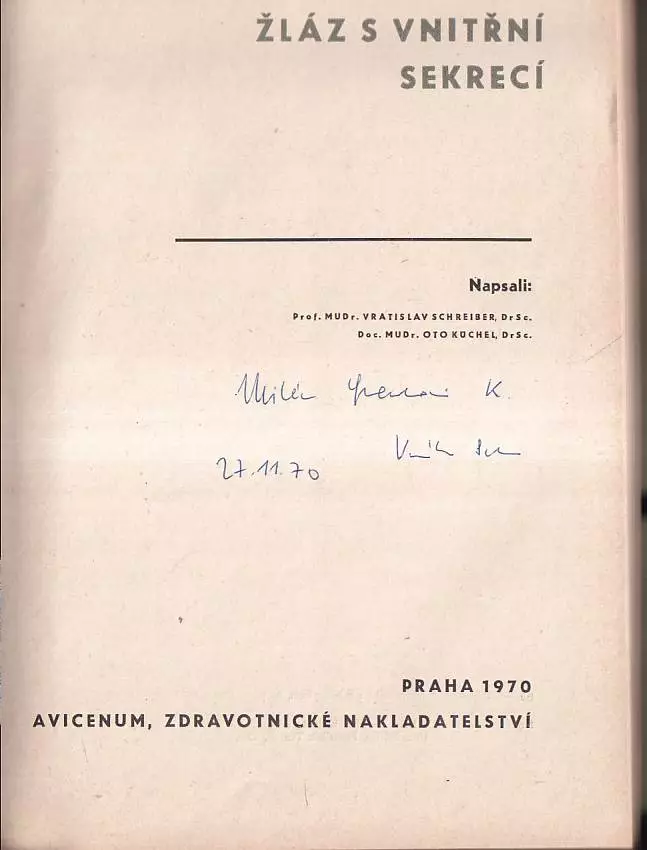 ŽLÁZ S VNITŘNÍ
SEKRECÍ
Napsali:
Prof. MUDr. VRATISLAV SCHREIBER, DrSc.
Doc. MUDr. OTO KÜCHEL, DrSc.
K.
27.11.70
PRAHA 1970
AVICENUM, ZDRAVOTNICKÉ NAKLADATELSTVÍ